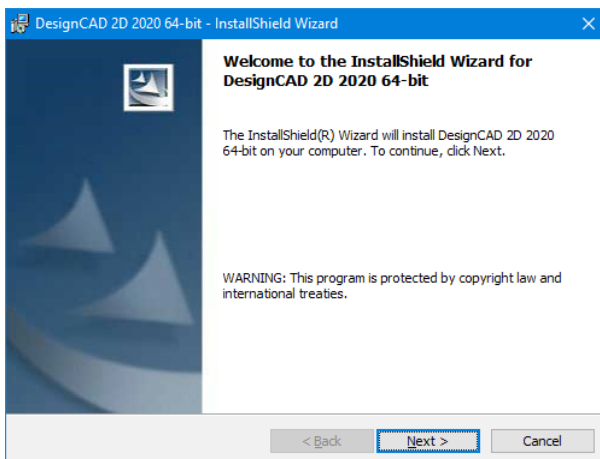 DesignCAD 2D 2020 64-bit - InstallShield Wizard
Welcome to the InstallShield Wizard for
DesignCAD 2D 2020 64-bit
The InstallShield(R) Wizard will install DesignCAD 2D 2020
64-bit on your computer. To continue, click Next.
WARNING: This program is protected by copyright law and
international treaties.
< Back Next > Cancel